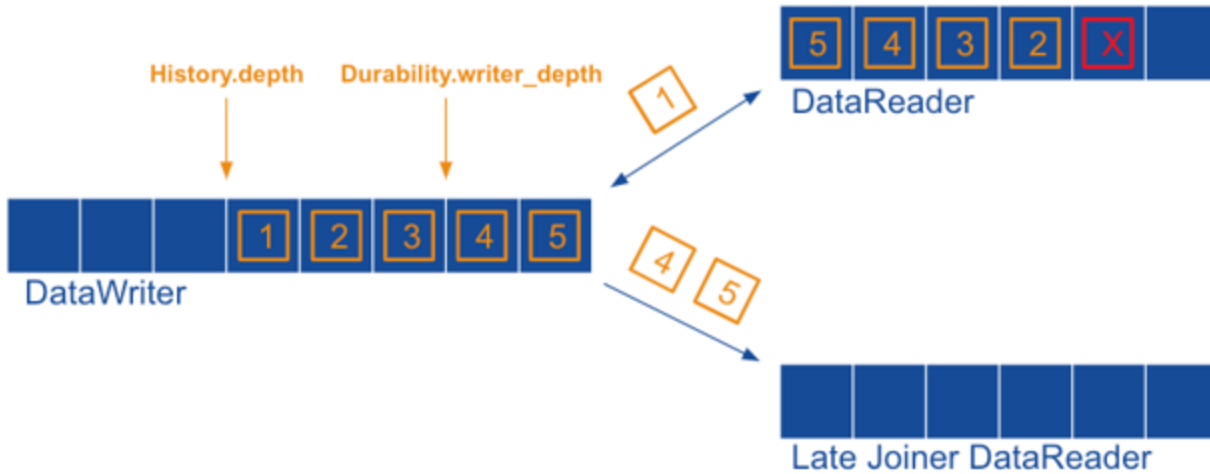 5 4 3 2 X
DataReader
History.depth Durability.writer_depth
1
1 2 3 4 5
DataWriter
4 5
Late Joiner DataReader